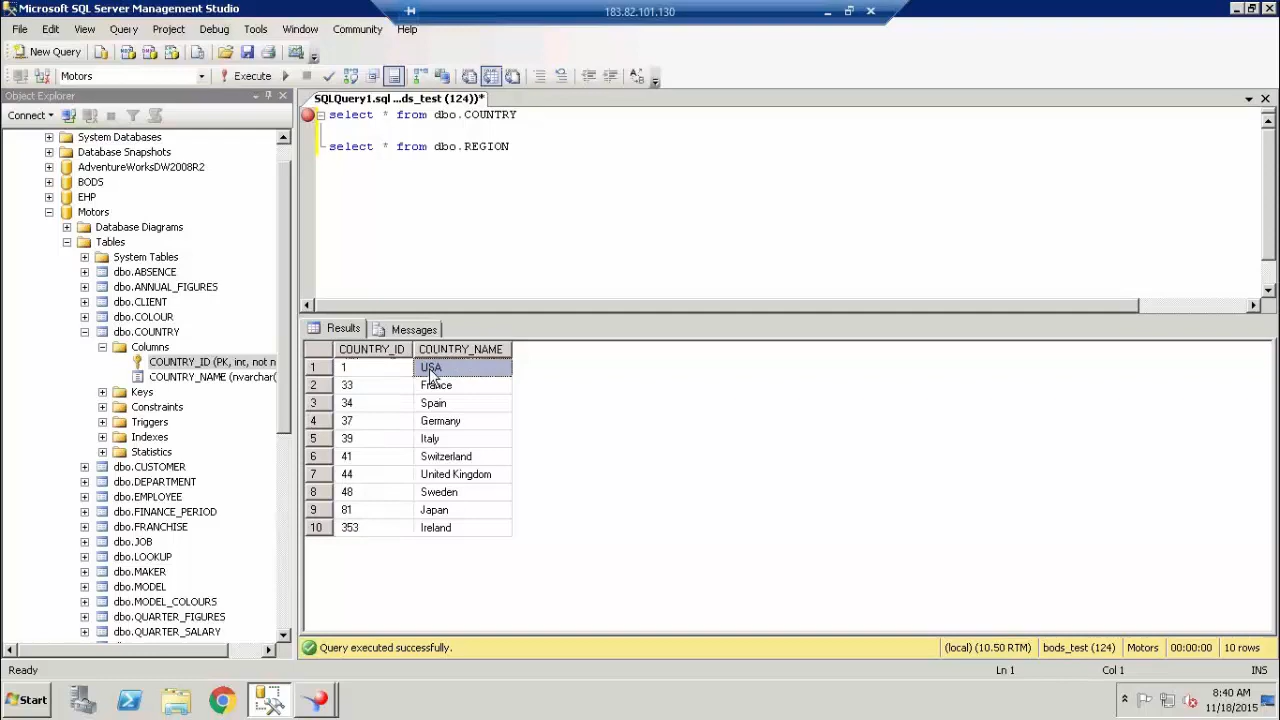 Microsoft SQL Server Management Studio
183.82.101.130
File Edit View Query Project Debug Tools Window Community Help
New Query
Motors Execute
Object Explorer
SQLQuery1.sql ...ds_test (124))*
Connect
select * from dbo.COUNTRY
select * from dbo.REGION
System Databases
Database Snapshots
AdventureWorksDW2008R2
BODS
EHP
Motors
Database Diagrams
Tables
System Tables
dbo.ABSENCE
dbo.ANNUAL_FIGURES
dbo.CLIENT
dbo.COLOUR
dbo.COUNTRY
Columns
COUNTRY_ID (PK, int, not n
COUNTRY_NAME (nvarchar(
Keys
Constraints
Triggers
Indexes
Statistics
dbo.CUSTOMER
dbo.DEPARTMENT
dbo.EMPLOYEE
dbo.FINANCE_PERIOD
dbo.FRANCHISE
dbo.JOB
dbo.LOOKUP
dbo.MAKER
dbo.MODEL
dbo.MODEL_COLOURS
dbo.QUARTER_FIGURES
dbo.QUARTER_SALARY
Results Messages
COUNTRY_ID COUNTRY_NAME
1 1 USA
2 33 France
3 34 Spain
4 37 Germany
5 39 Italy
6 41 Switzerland
7 44 United Kingdom
8 48 Sweden
9 81 Japan
10 353 Ireland
Query executed successfully. (local) (10.50 RTM) bods_test (124) Motors 00:00:00 10 rows
Ready Ln 1 Col 1 INS
Start
8:40 AM
11/18/2015